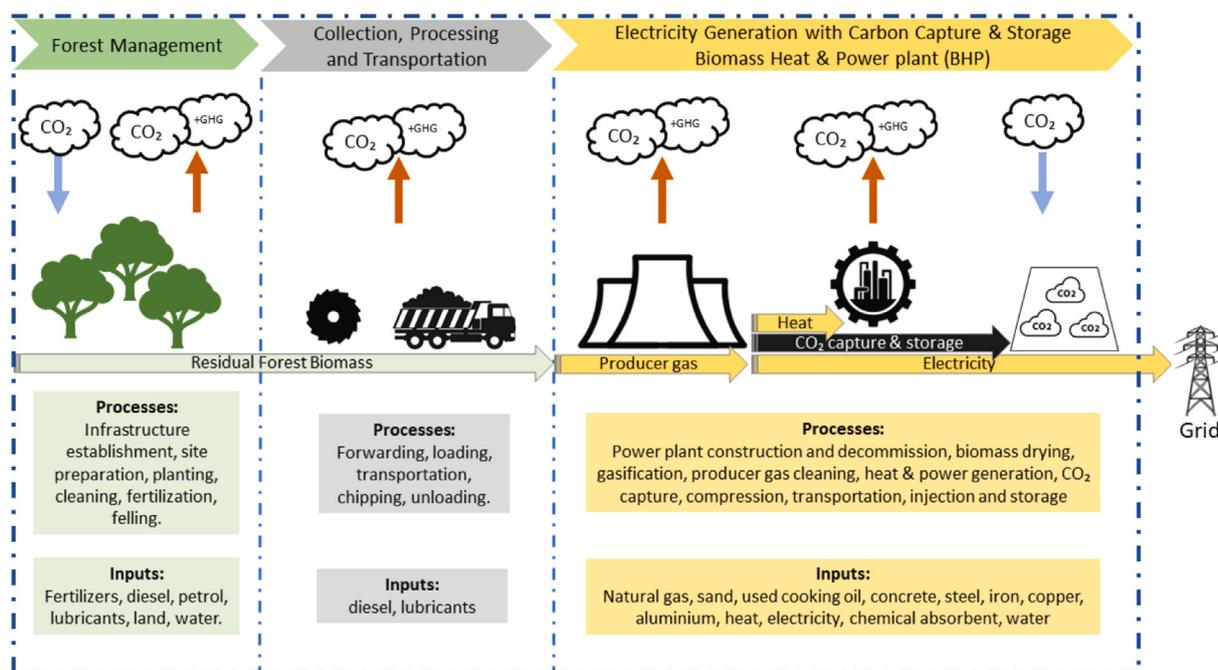 Forest Management
Collection, Processing
and Transportation
Electricity Generation with Carbon Capture & Storage
Biomass Heat & Power plant (BHP)
CO₂
CO₂
+GHG
CO₂
+GHG
CO₂
+GHG
CO₂
+GHG
CO₂
CO2
CO2
CO2
Heat
CO₂ capture & storage
Residual Forest Biomass
Producer gas
Electricity
Grid
Processes:
Infrastructure
establishment, site
preparation, planting,
cleaning, fertilization,
felling.
Processes:
Forwarding, loading,
transportation,
chipping, unloading.
Processes:
Power plant construction and decommission, biomass drying,
gasification, producer gas cleaning, heat & power generation, CO₂
capture, compression, transportation, injection and storage
Inputs:
Fertilizers, diesel, petrol,
lubricants, land, water.
Inputs:
diesel, lubricants
Inputs:
Natural gas, sand, used cooking oil, concrete, steel, iron, copper,
aluminium, heat, electricity, chemical absorbent, water